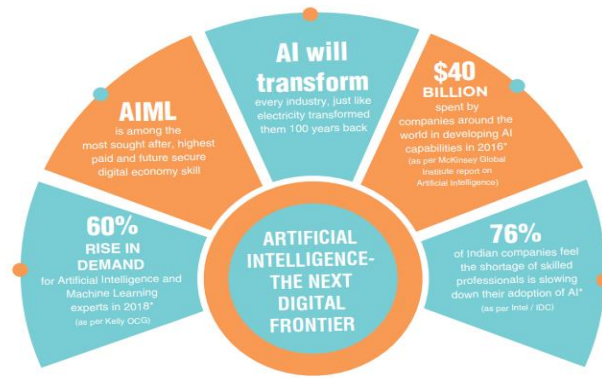 60%
RISE IN
DEMAND
for Artificial Intelligence and
Machine Learning
experts in 2018*
(as per Kelly OCG)
AIML
is among the
most sought after, highest
paid and future secure
digital economy skill
AI will
transform
every industry, just like
electricity transformed
them 100 years back
$40
BILLION
spent by
companies around the
world in developing AI
capabilities in 2016*
(as per McKinsey Global
Institute report on
Artificial Intelligence)
76%
of Indian companies feel
the shortage of skilled
professionals is slowing
down their adoption of AI*
(as per Intel / IDC)
ARTIFICIAL
INTELLIGENCE-
THE NEXT
DIGITAL
FRONTIER